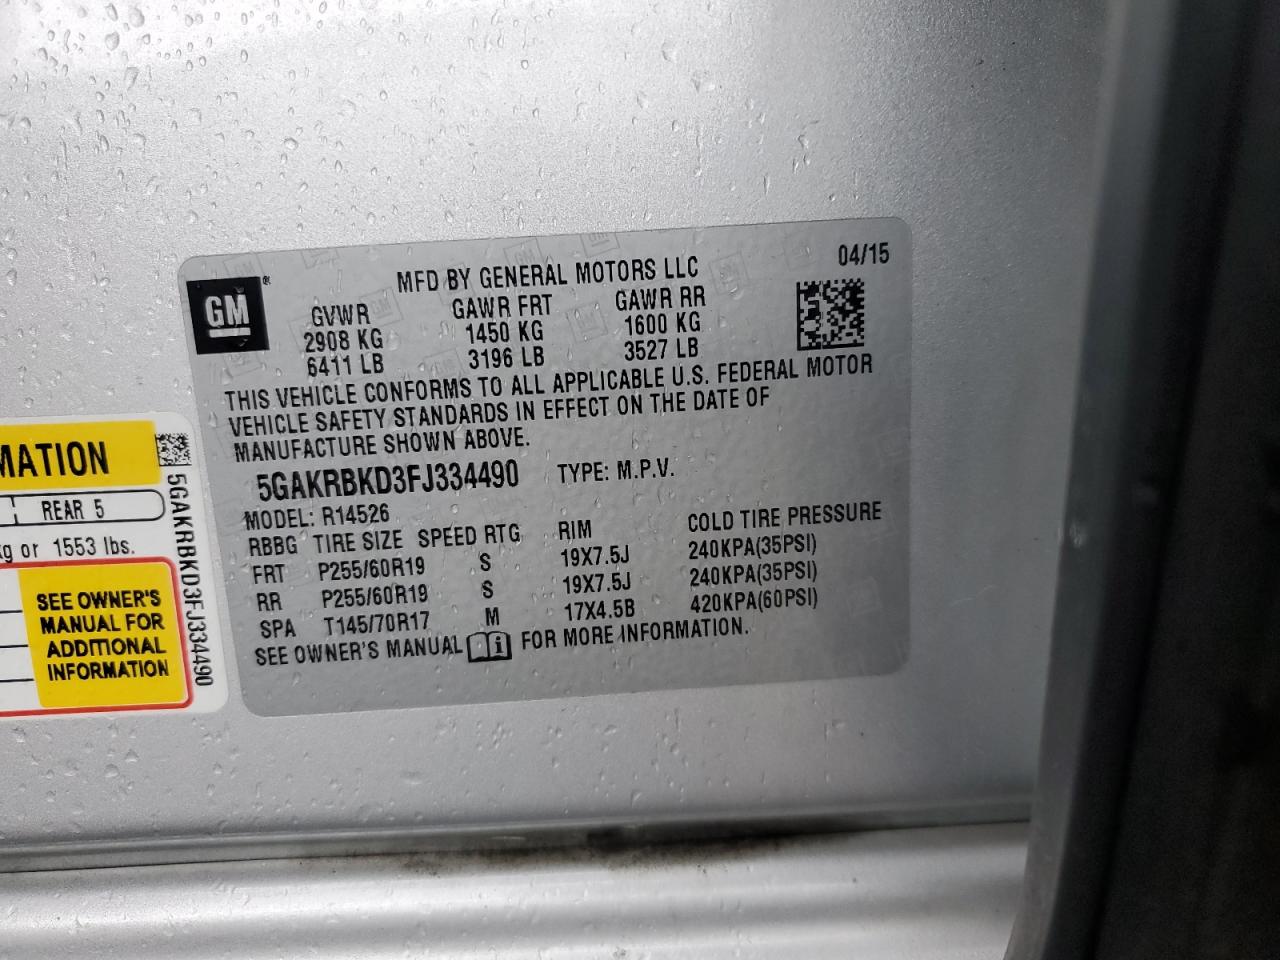 GM
MFD BY GENERAL MOTORS LLC 04/15
GVWR GAWR FRT GAWR RR
2908 KG 1450 KG 1600 KG
6411 LB 3196 LB 3527 LB
THIS VEHICLE CONFORMS TO ALL APPLICABLE U.S. FEDERAL MOTOR
VEHICLE SAFETY STANDARDS IN EFFECT ON THE DATE OF
MANUFACTURE SHOWN ABOVE.
5GAKRBKD3FJ334490 TYPE: M.P.V.
MODEL: R14526
RBBG TIRE SIZE SPEED RTG RIM COLD TIRE PRESSURE
FRT P255/60R19 S 19X7.5J 240KPA(35PSI)
RR P255/60R19 S 19X7.5J 240KPA(35PSI)
SPA T145/70R17 M 17X4.5B 420KPA(60PSI)
SEE OWNER'S MANUAL i FOR MORE INFORMATION.
MATION
REAR 5
kg or 1553 lbs.
SEE OWNER'S
MANUAL FOR
ADDITIONAL
INFORMATION
5GAKRBKD3FJ334490